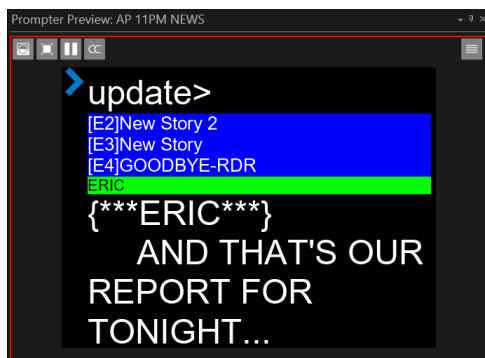 Prompter Preview: AP 11PM NEWS
CC
update>
[E2]New Story 2
[E3]New Story
[E4]GOODBYE-RDR
ERIC
{***ERIC***}
AND THAT'S OUR
REPORT FOR
TONIGHT...